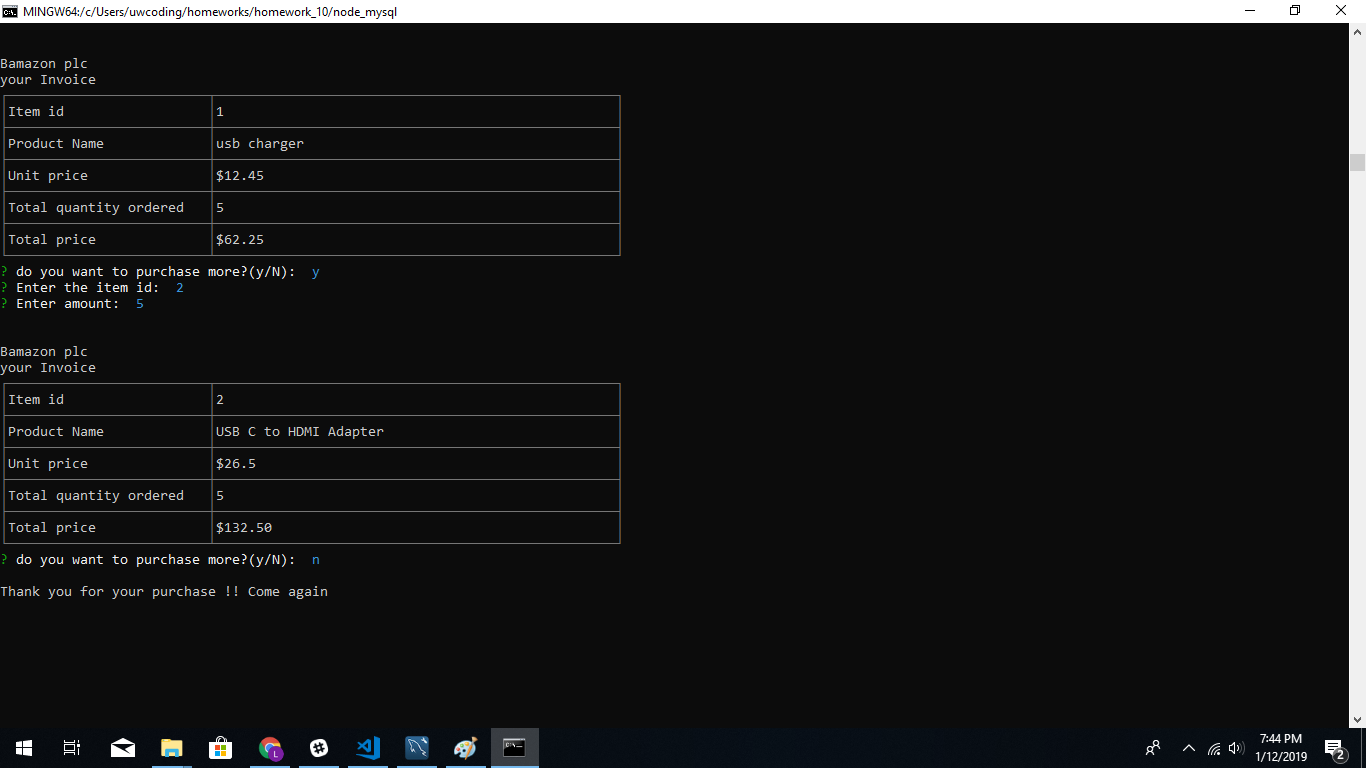 MINGW64:/c/Users/uwcoding/homeworks/homework_10/node_mysql
Bamazon plc
your Invoice
Item id 1
Product Name usb charger
Unit price $12.45
Total quantity ordered 5
Total price $62.25
? do you want to purchase more?(y/N): y
? Enter the item id: 2
? Enter amount: 5
Bamazon plc
your Invoice
Item id 2
Product Name USB C to HDMI Adapter
Unit price $26.5
Total quantity ordered 5
Total price $132.50
? do you want to purchase more?(y/N): n
Thank you for your purchase !! Come again
L
7:44 PM
1/12/2019
2